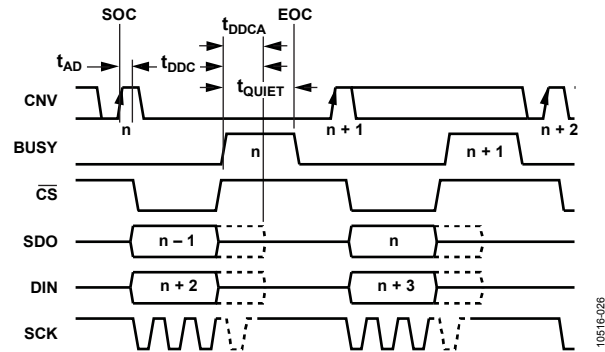 SOC EOC
tDDCA
tAD tDDC
tQUIET
CNV
n n + 1 n + 2
BUSY
n n + 1
CS
SDO n – 1 n
DIN n + 2 n + 3
SCK
10516-026